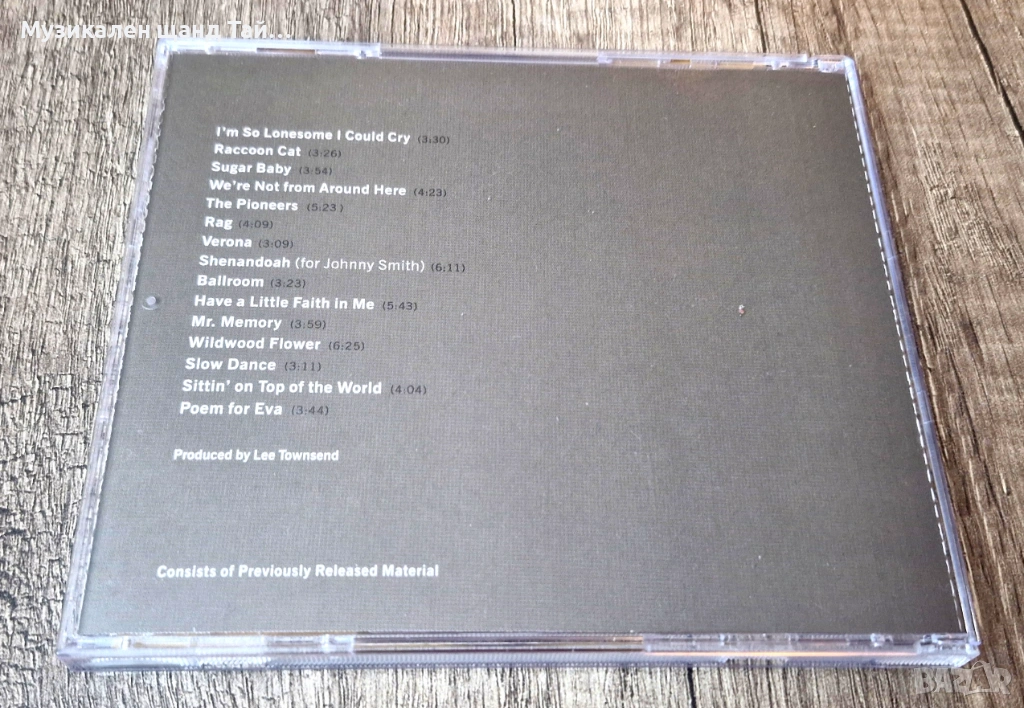 Музикален щанд Тай...
I'm So Lonesome I Could Cry (3:30)
Raccoon Cat (3:26)
Sugar Baby (3:54)
We're Not from Around Here (4:23)
The Pioneers (5:23)
Rag (4:09)
Verona (3:09)
Shenandoah (for Johnny Smith) (6:11)
Ballroom (3:23)
Have a Little Faith in Me (5:43)
Mr. Memory (3:59)
Wildwood Flower (6:25)
Slow Dance (3:11)
Sittin' on Top of the World (4:04)
Poem for Eva (3:44)
Produced by Lee Townsend
Consists of Previously Released Material
BAZAR